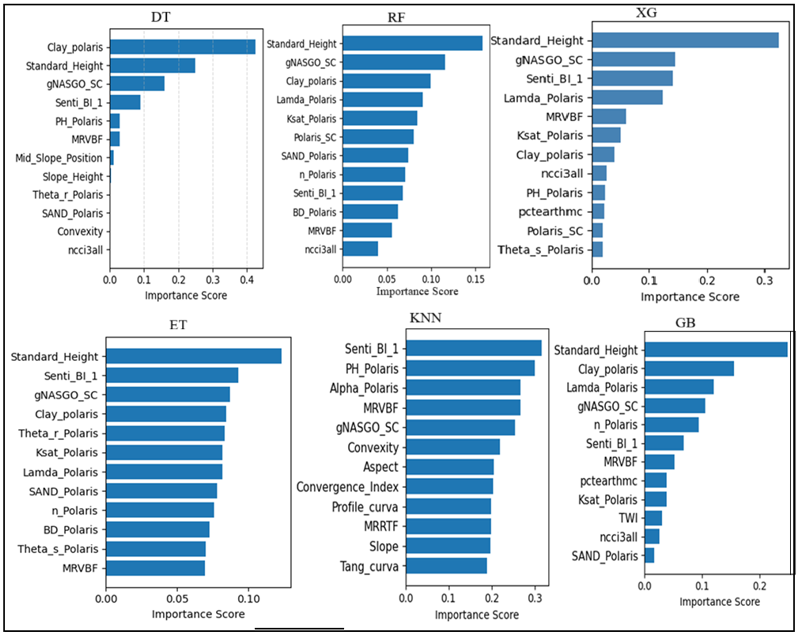 DT
Clay_polaris
Standard_Height
gNASGO_SC
Senti_BI_1
PH_Polaris
MRVBF
Mid_Slope_Position
Slope_Height
Theta_r_Polaris
SAND_Polaris
Convexity
ncci3all
0.0 0.1 0.2 0.3 0.4
Importance Score
RF
Standard_Height
gNASGO_SC
Clay_polaris
Lamda_Polaris
Ksat_Polaris
Polaris_SC
SAND_Polaris
n_Polaris
Senti_BI_1
BD_Polaris
MRVBF
ncci3all
0.00 0.05 0.10 0.15
Importance Score
XG
Standard_Height
gNASGO_SC
Senti_BI_1
Lamda_Polaris
MRVBF
Ksat_Polaris
Clay_polaris
ncci3all
PH_Polaris
pctearthmc
Polaris_SC
Theta_s_Polaris
0.0 0.1 0.2 0.3
Importance Score
ET
Standard_Height
Senti_BI_1
gNASGO_SC
Clay_polaris
Theta_r_Polaris
Ksat_Polaris
Lamda_Polaris
SAND_Polaris
n_Polaris
BD_Polaris
Theta_s_Polaris
MRVBF
0.00 0.10
Importance Score
KNN
Senti_BI_1
PH_Polaris
Alpha_Polaris
MRVBF
gNASGO_SC
Convexity
Aspect
Convergence_Index
Profile_curva
MRRTF
Slope
Tang_curva
0.0 0.1 0.2 0.3
Importance Score
GB
Standard_Height
Clay_polaris
Lamda_Polaris
gNASGO_SC
n_Polaris
Senti_BI_1
MRVBF
pctearthmc
Ksat_Polaris
TWI
ncci3all
SAND_Polaris
0.0 0.1 0.2
Importance Score